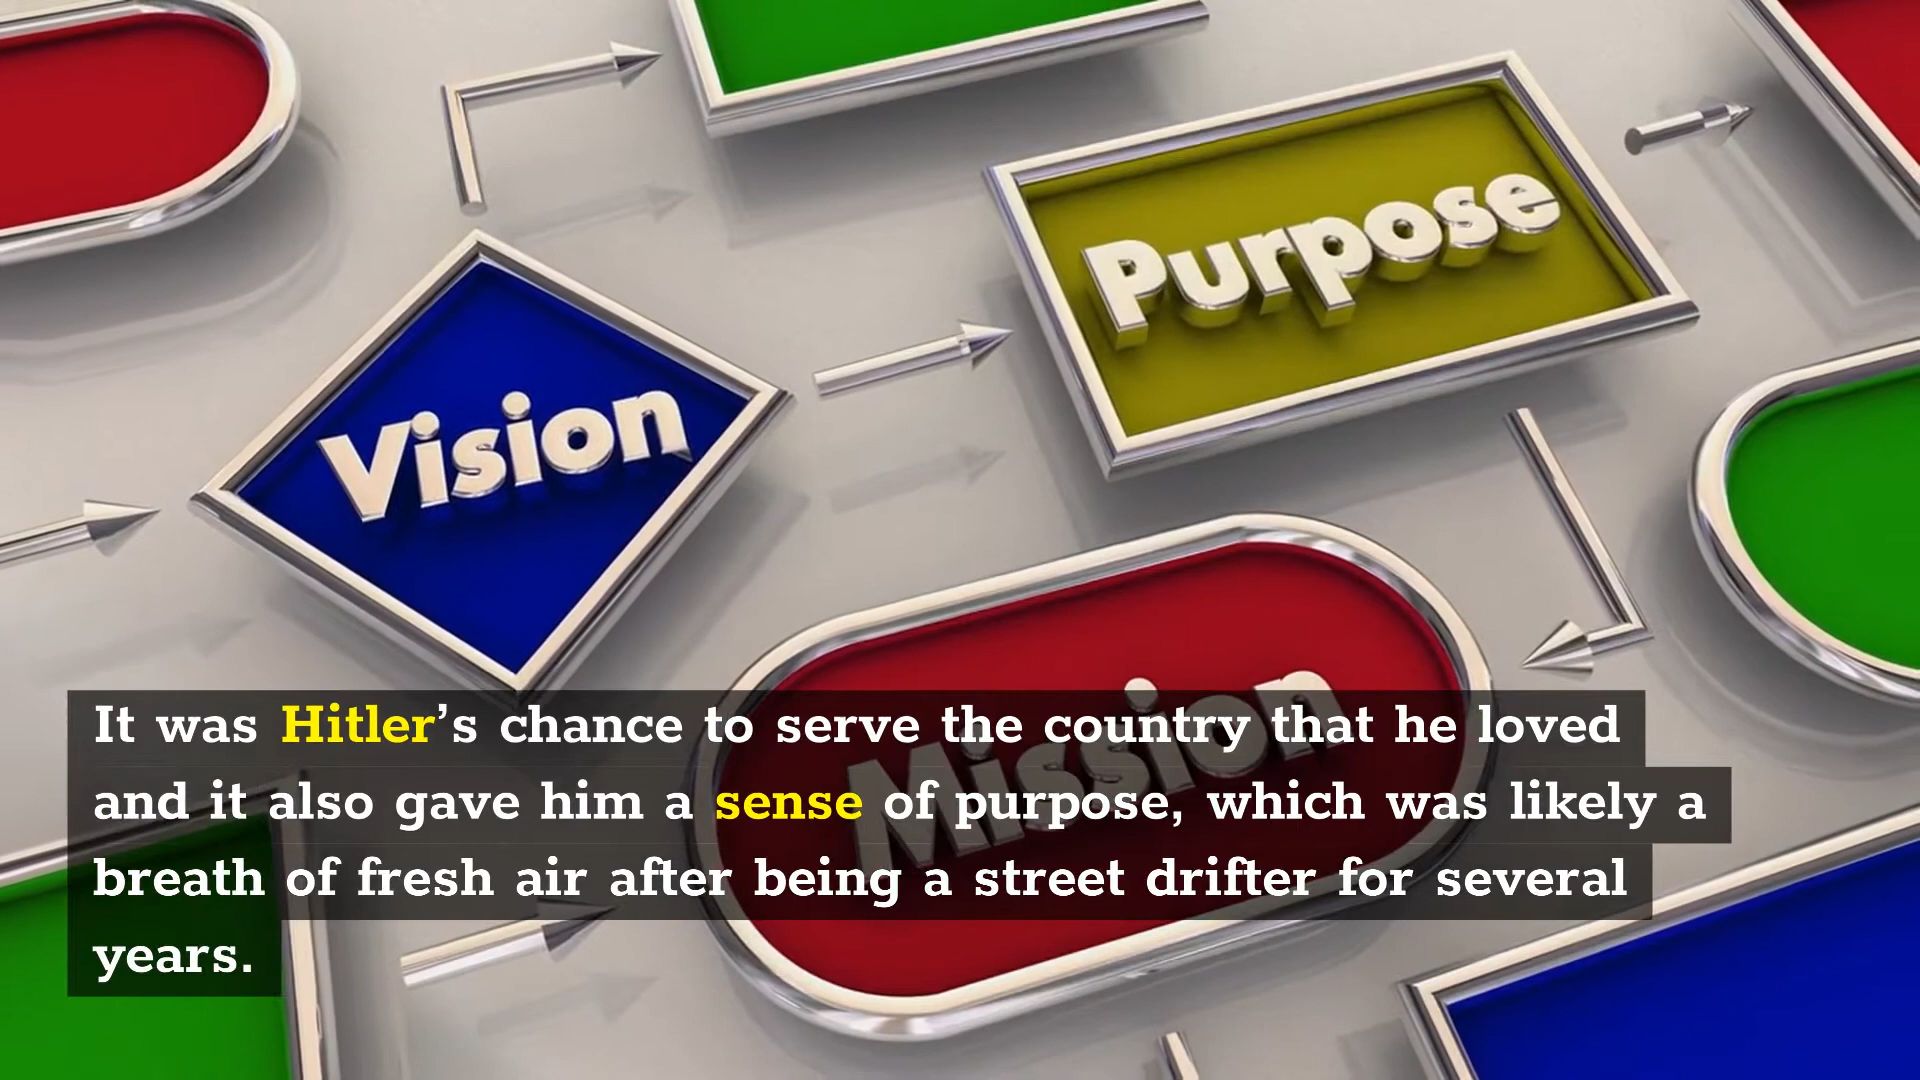 Purpose
Vision
Mission
It was Hitler’s chance to serve the country that he loved
and it also gave him a sense of purpose, which was likely a
breath of fresh air after being a street drifter for several
years.